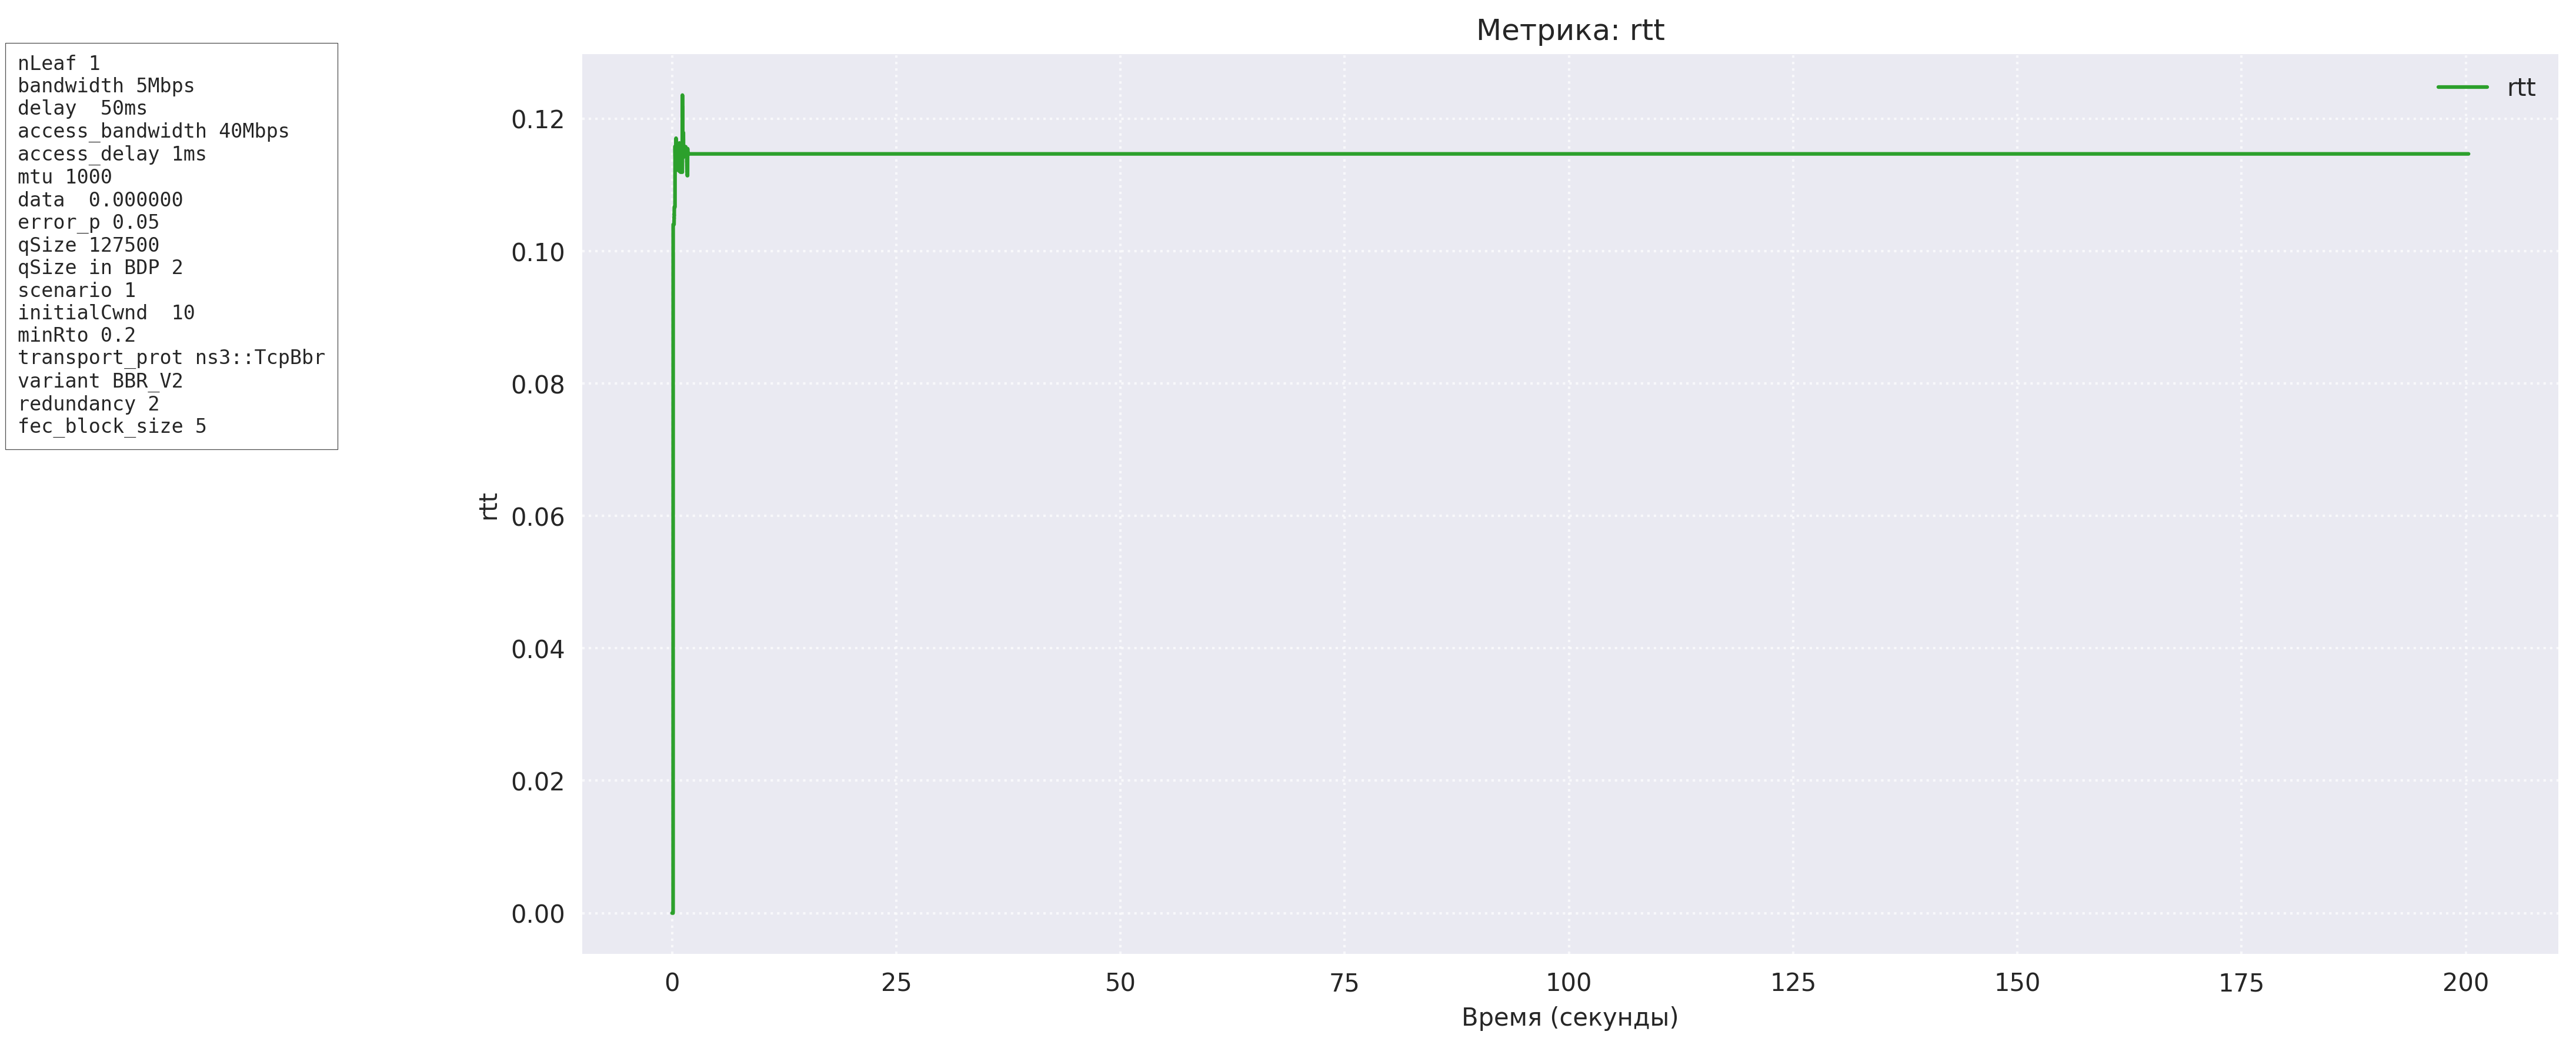 Метрика: rtt
nLeaf 1
bandwidth 5Mbps
delay  50ms
access_bandwidth 40Mbps
access_delay 1ms
mtu 1000
data  0.000000
error_p 0.05
qSize 127500
qSize in BDP 2
scenario 1
initialCwnd  10
minRto 0.2
transport_prot ns3::TcpBbr
variant BBR_V2
redundancy 2
fec_block_size 5
rtt
0.12
0.10
0.08
0.06
0.04
0.02
0.00
rtt
0 25 50 75 100 125 150 175 200
Время (секунды)